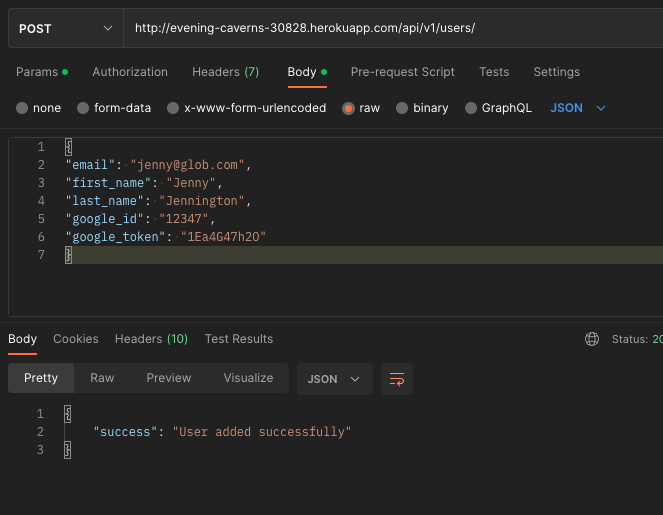 POST http://evening-caverns-30828.herokuapp.com/api/v1/users/
Params Authorization Headers (7) Body Pre-request Script Tests Settings
none form-data x-www-form-urlencoded raw binary GraphQL JSON
1 {
2 "email": "jenny@glob.com",
3 "first_name": "Jenny",
4 "last_name": "Jennington",
5 "google_id": "12347",
6 "google_token": "1Ea4G47h2O"
7 }
Body Cookies Headers (10) Test Results Status: 20
Pretty Raw Preview Visualize JSON
1 {
2 "success": "User added successfully"
3 }